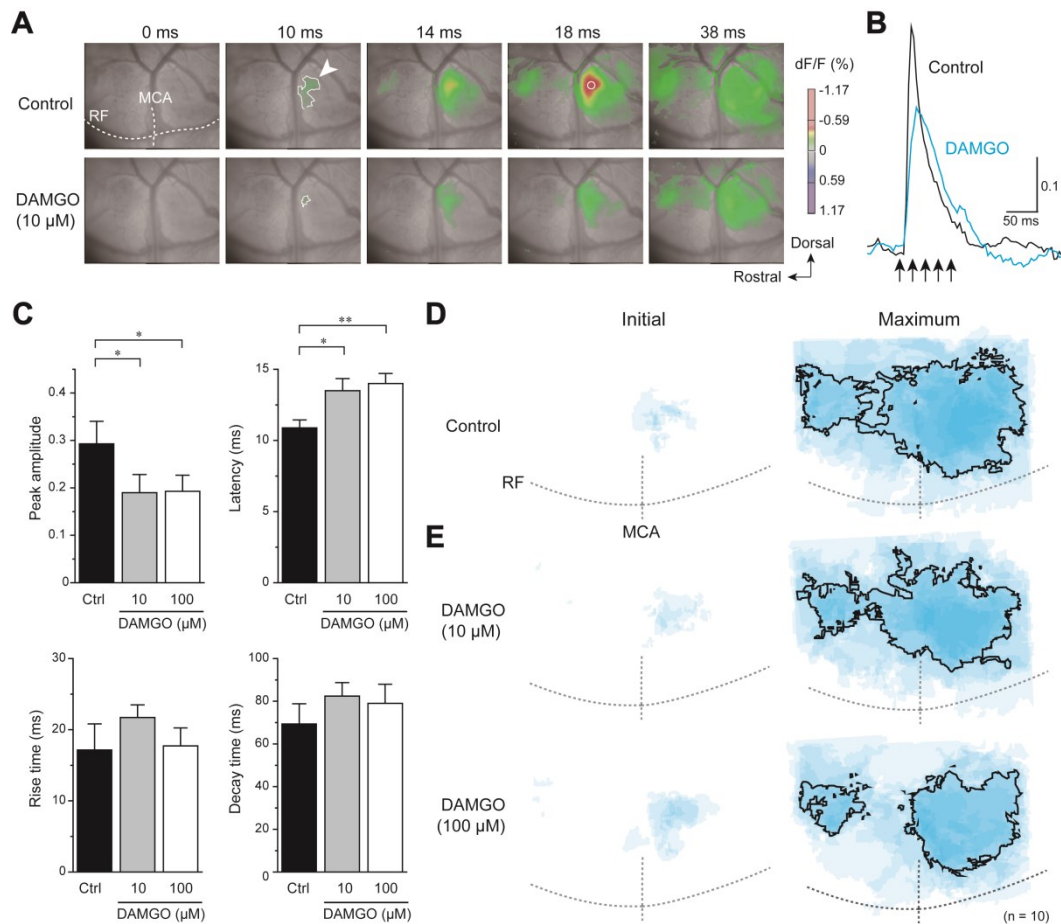 A
0 ms 10 ms 14 ms 18 ms 38 ms
Control
MCA
RF
DAMGO
(10 µM)
dF/F (%)
-1.17
-0.59
0
0.59
1.17
Dorsal
Rostral
B
Control
DAMGO
0.1
50 ms
C
* *
Peak amplitude
0.4
0.3
0.2
0.1
0
Ctrl 10 100
DAMGO (µM)
** *
Latency (ms)
15
10
5
0
Ctrl 10 100
DAMGO (µM)
Rise time (ms)
30
20
10
0
Ctrl 10 100
DAMGO (µM)
Decay time (ms)
100
80
60
40
20
0
Ctrl 10 100
DAMGO (µM)
D
Initial Maximum
Control
RF
MCA
E
DAMGO
(10 µM)
DAMGO
(100 µM)
(n = 10)